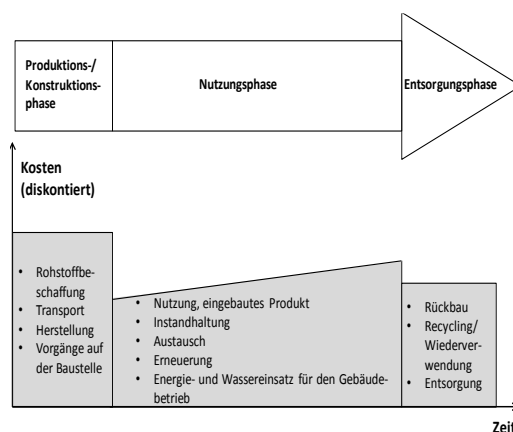 Produktions-/
Konstruktions-
phase
Nutzungsphase
Entsorgungsphase
Kosten
(diskontiert)
• Rohstoffbe-
schaffung
• Transport
• Herstellung
• Vorgänge auf
der Baustelle
• Nutzung, eingebautes Produkt
• Instandhaltung
• Austausch
• Erneuerung
• Energie- und Wassereinsatz für den Gebäude-
betrieb
• Rückbau
• Recycling/
Wiederver-
wendung
• Entsorgung
Zeit